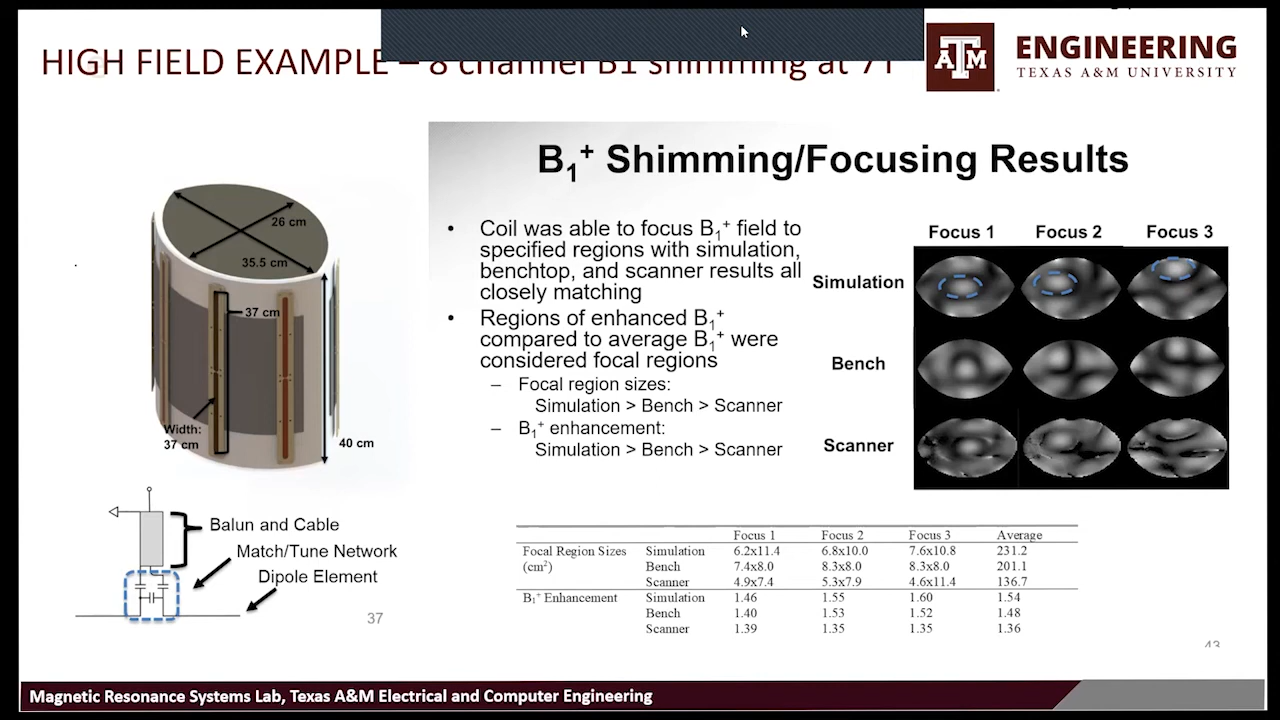 HIGH FIELD EXAMPLE – 8 channel B1 shimming at 7T
ENGINEERING
TEXAS A&M UNIVERSITY
B1+ Shimming/Focusing Results
• Coil was able to focus B1+ field to
specified regions with simulation,
benchtop, and scanner results all
closely matching
• Regions of enhanced B1+
compared to average B1+ were
considered focal regions
– Focal region sizes:
Simulation > Bench > Scanner
– B1+ enhancement:
Simulation > Bench > Scanner
Focus 1 Focus 2 Focus 3
Simulation
Bench
Scanner
26 cm
35.5 cm
37 cm
Width:
37 cm
40 cm
Balun and Cable
Match/Tune Network
Dipole Element
37
Focus 1 Focus 2 Focus 3 Average
Focal Region Sizes Simulation 6.2x11.4 6.8x10.0 7.6x10.8 231.2
(cm2) Bench 7.4x8.0 8.3x8.0 8.3x8.0 201.1
Scanner 4.9x7.4 5.3x7.9 4.6x11.4 136.7
B1+ Enhancement Simulation 1.46 1.55 1.60 1.54
Bench 1.40 1.53 1.52 1.48
Scanner 1.39 1.35 1.35 1.36
Magnetic Resonance Systems Lab, Texas A&M Electrical and Computer Engineering